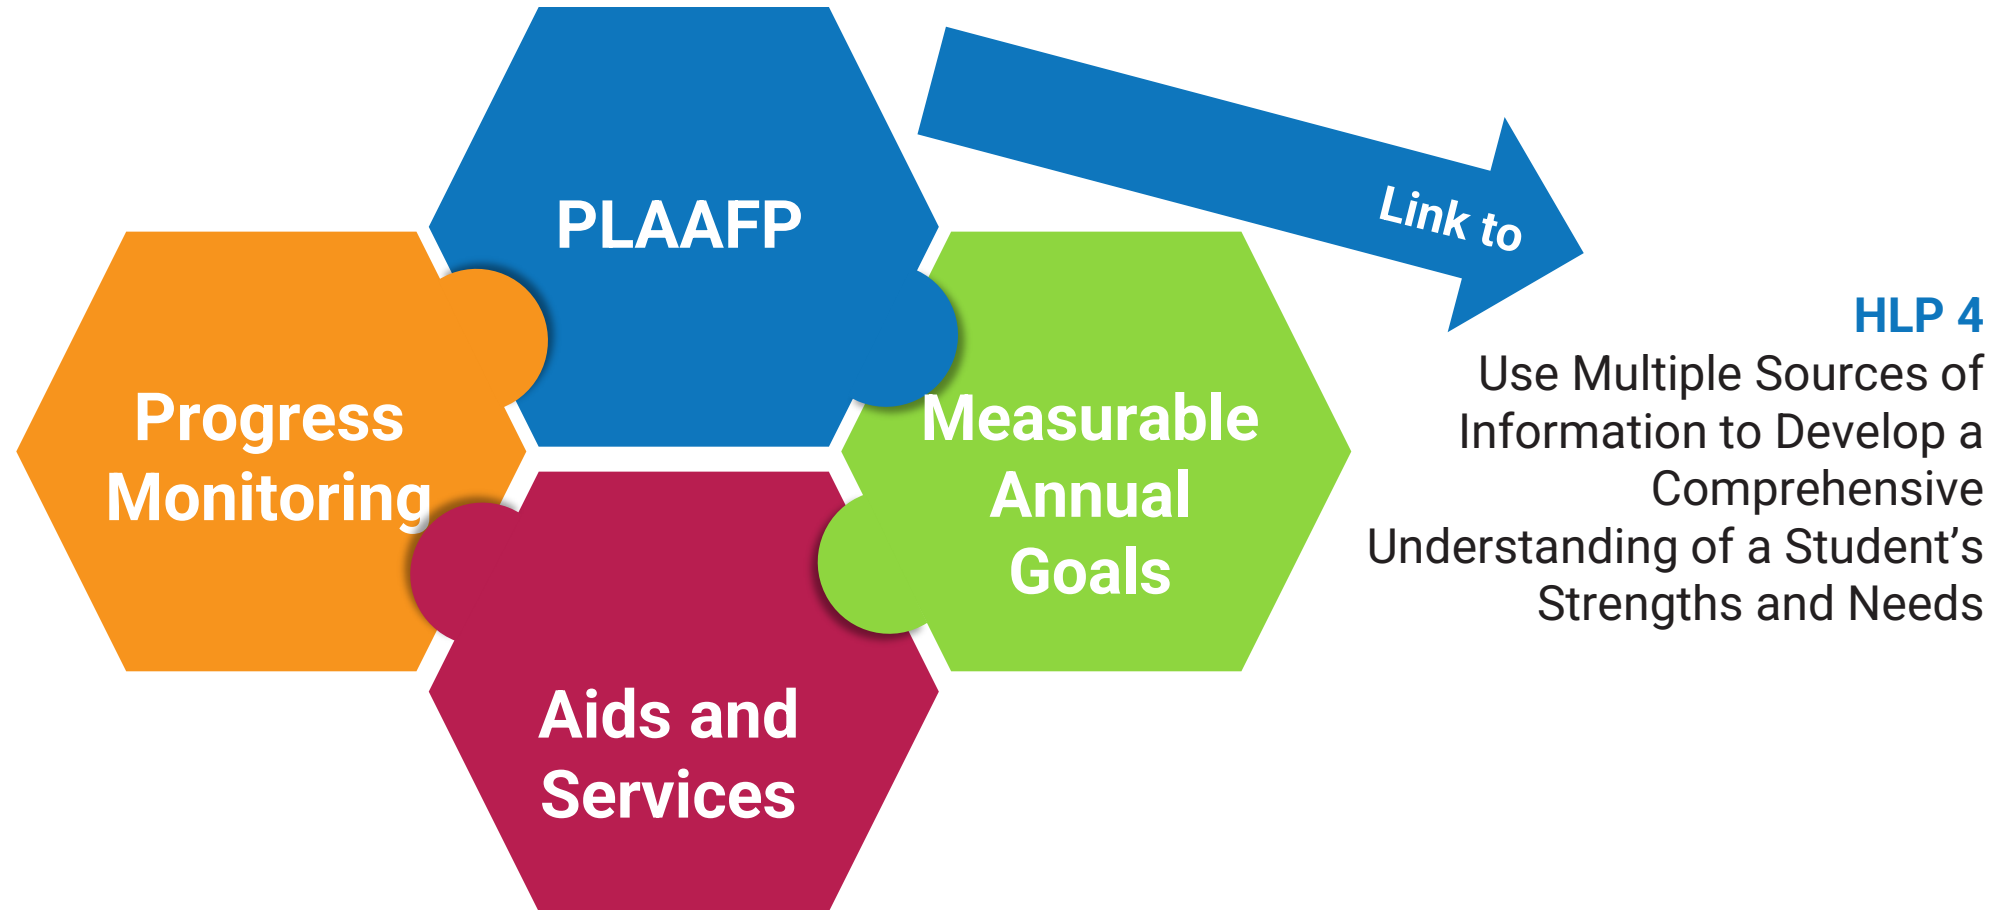 PLAAFP
Link to
Progress
Monitoring
Measurable
Annual
Goals
Aids and
Services
HLP 4
Use Multiple Sources of
Information to Develop a
Comprehensive
Understanding of a Student’s
Strengths and Needs